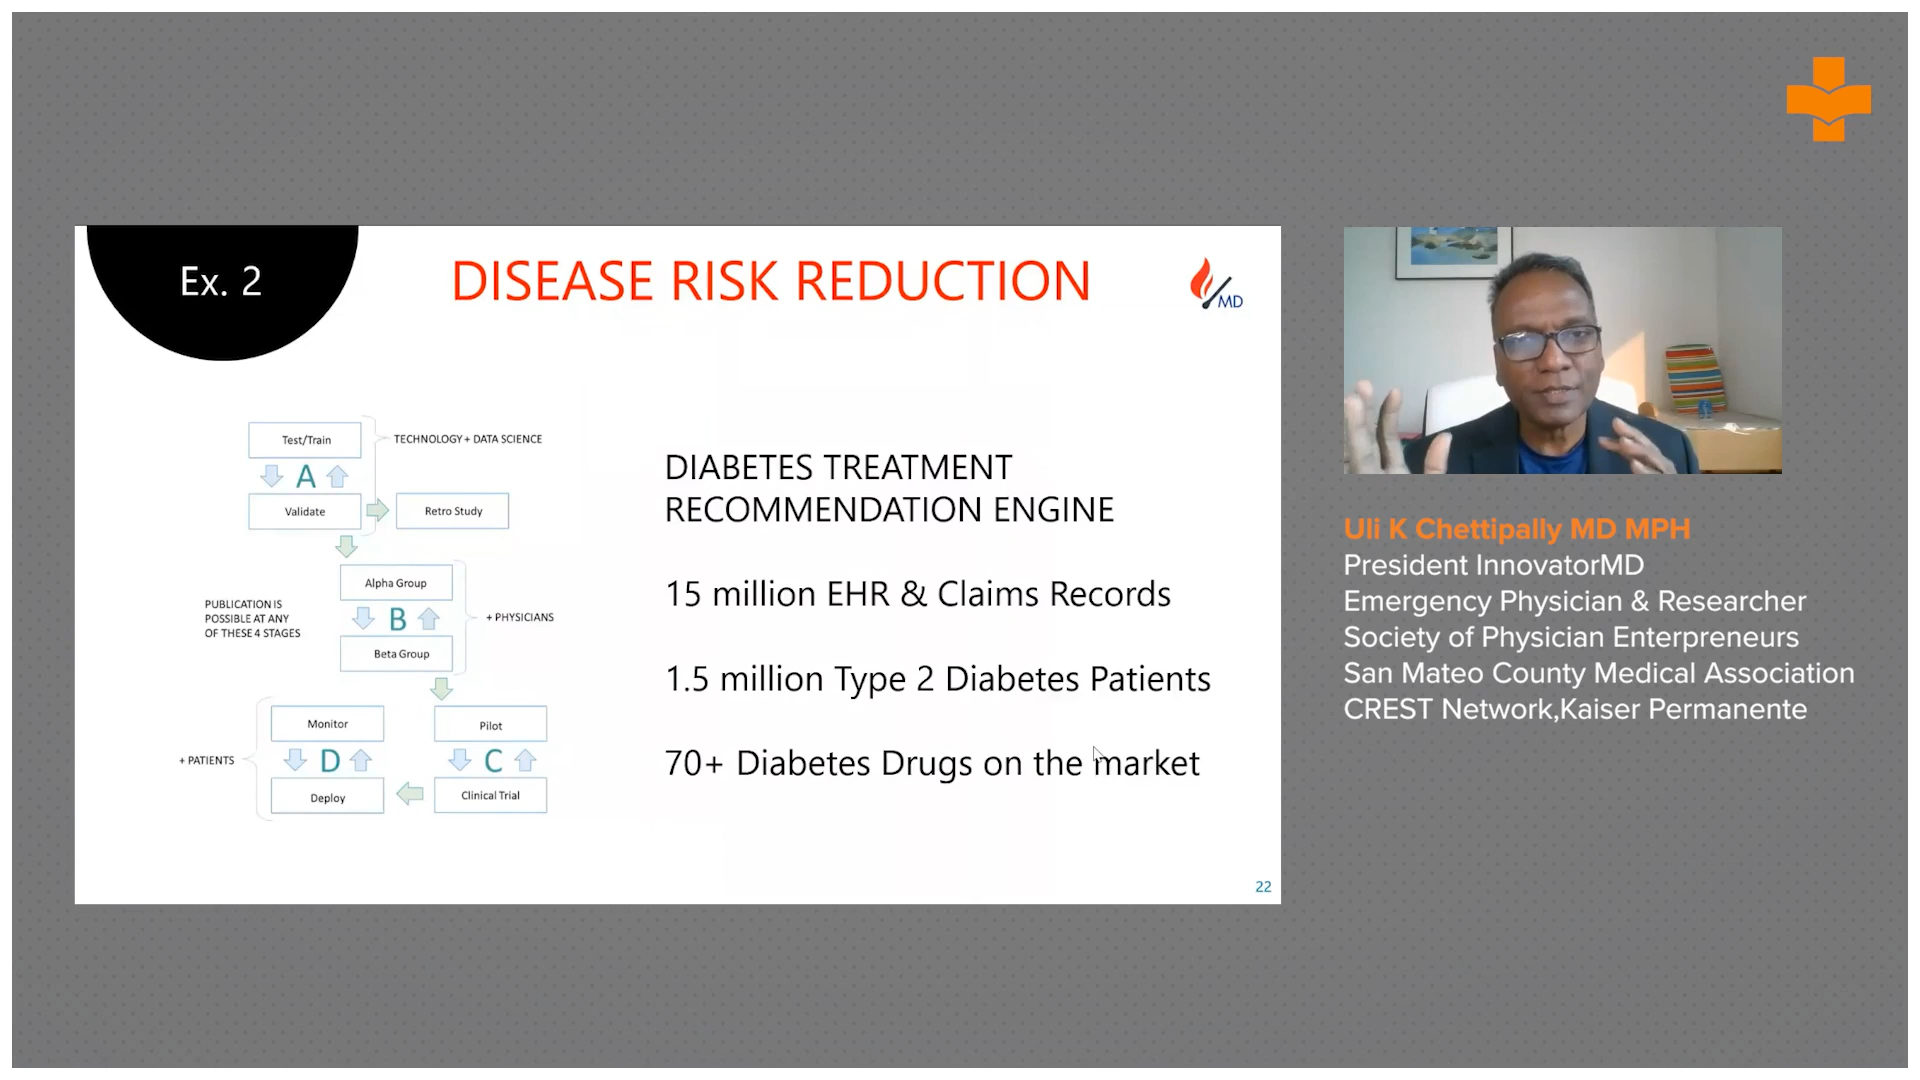 Ex. 2
DISEASE RISK REDUCTION
MD
Test/Train
TECHNOLOGY + DATA SCIENCE
A
Validate
Retro Study
Alpha Group
PUBLICATION IS
POSSIBLE AT ANY
OF THESE 4 STAGES
B
+ PHYSICIANS
Beta Group
Monitor
Pilot
+ PATIENTS
D
C
Deploy
Clinical Trial
DIABETES TREATMENT
RECOMMENDATION ENGINE
15 million EHR & Claims Records
1.5 million Type 2 Diabetes Patients
70+ Diabetes Drugs on the market
22
Uli K Chettipally MD MPH
President InnovatorMD
Emergency Physician & Researcher
Society of Physician Enterpreneurs
San Mateo County Medical Association
CREST Network,Kaiser Permanente